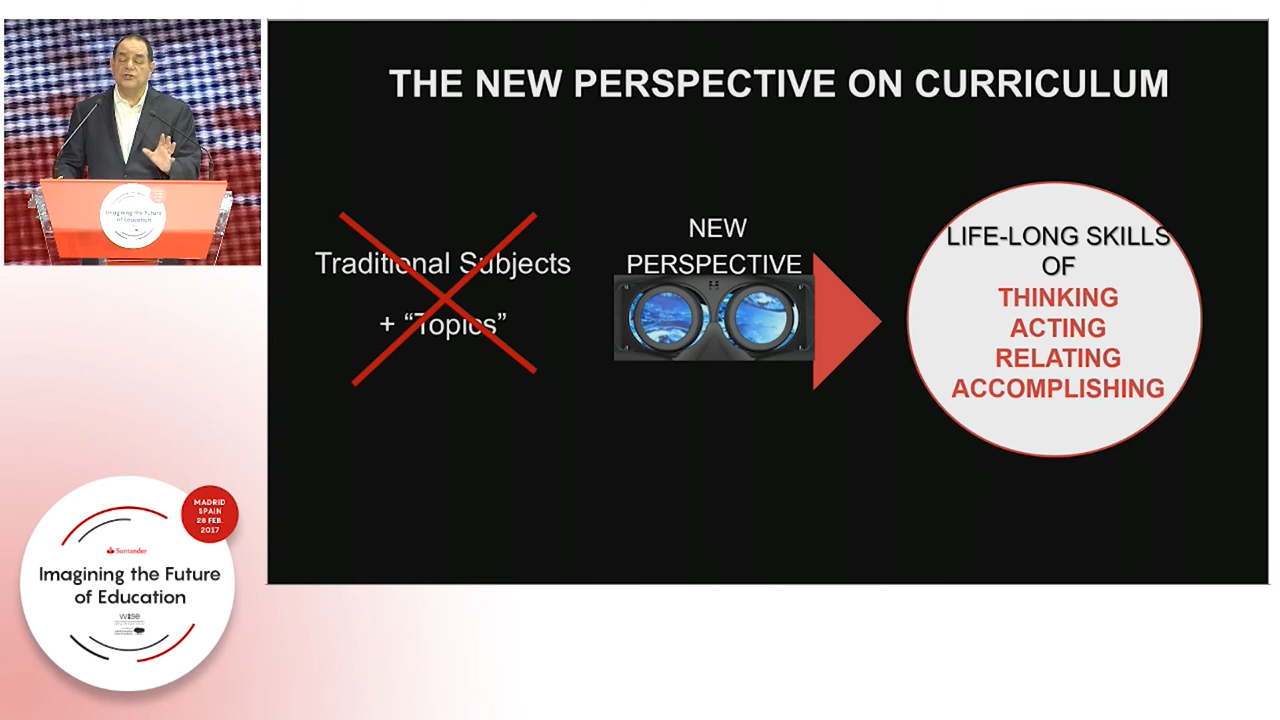 THE NEW PERSPECTIVE ON CURRICULUM
Traditional Subjects
+ “Topics”
NEW
PERSPECTIVE
LIFE-LONG SKILLS
OF
THINKING
ACTING
RELATING
ACCOMPLISHING
Imagining the Future
of Education
MADRID
SPAIN
28 FEB.
2017
Santander
Imagining the Future
of Education